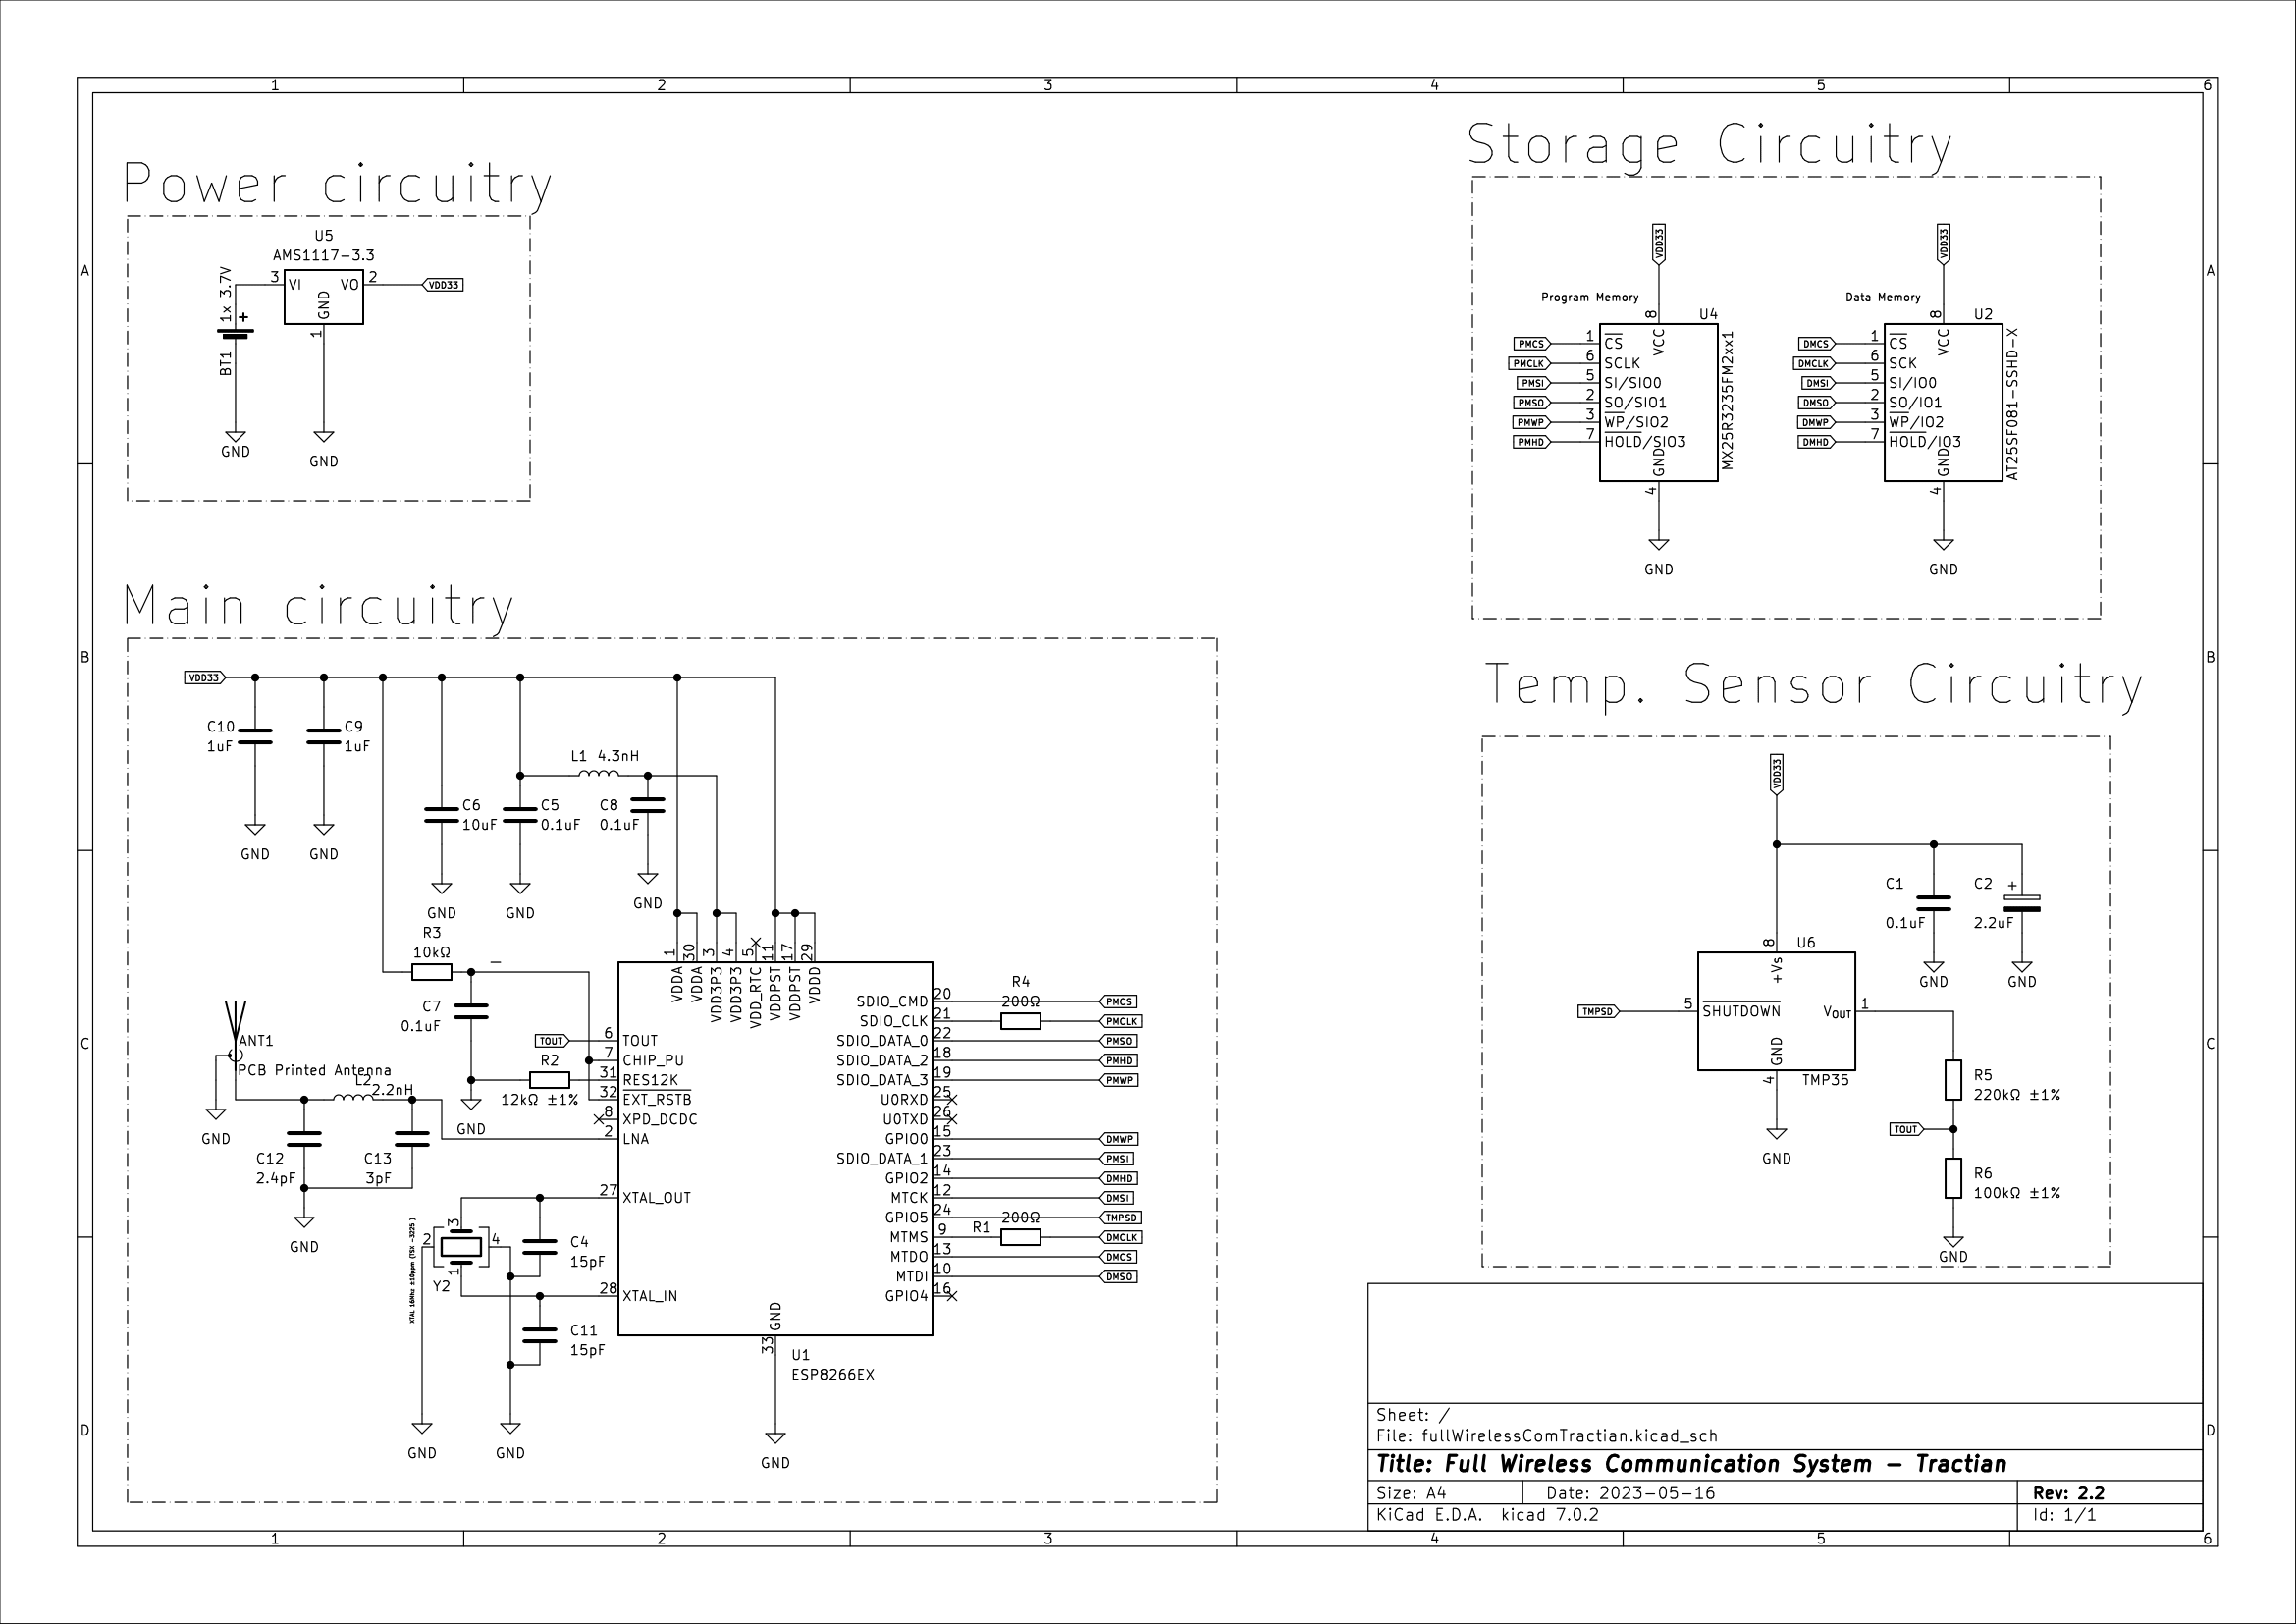 1 2 3 4 5 6
A
B
C
D
A
B
C
D
Power circuitry
U5
AMS1117-3.3
3 VI VO 2
GND
1
1x 3.7V
+
BT1
VDD33
GND
GND
Storage Circuitry
VDD33
Program Memory
U4
8
VCC
PMCS 1 CS
PMCLK 6 SCLK
PMSI 5 SI/SIO0
PMSO 2 SO/SIO1
PMWP 3 WP/SIO2
PMHD 7 HOLD/SIO3
GND
4
MX25R3235FM2xx1
GND
VDD33
Data Memory
U2
8
VCC
DMCS 1 CS
DMCLK 6 SCK
DMSI 5 SI/IO0
DMSO 2 SO/IO1
DMWP 3 WP/IO2
DMHD 7 HOLD/IO3
GND
4
AT25SF081-SSHD-X
GND
Main circuitry
VDD33
C10
1uF
GND
C9
1uF
GND
C6
10uF
GND
C5
0.1uF
GND
L1 4.3nH
C8
0.1uF
GND
R3
10kΩ
C7
0.1uF
R2
12kΩ ±1%
GND
ANT1
PCB Printed Antenna
GND
L2
2.2nH
C12
2.4pF
C13
3pF
GND
XTAL 16Mhz ±10ppm (TSX -3225 )
3
2
4
1
Y2
C4
15pF
C11
15pF
GND
GND
1 VDDA
30 VDDA
3 VDD3P3
4 VDD3P3
5 VDD_RTC
11 VDDPST
17 VDDPST
29 VDDD
TOUT 6 TOUT
7 CHIP_PU
31 RES12K
32 EXT_RSTB
8 XPD_DCDC
2 LNA
27 XTAL_OUT
28 XTAL_IN
R4
200Ω
SDIO_CMD 20 PMCS
SDIO_CLK 21 PMCLK
SDIO_DATA_0 22 PMSO
SDIO_DATA_2 18 PMHD
SDIO_DATA_3 19 PMWP
U0RXD 25
U0TXD 26
GPIO0 15 DMWP
SDIO_DATA_1 23 PMSI
GPIO2 14 DMHD
MTCK 12 DMSI
GPIO5 24 TMPSD
R1 200Ω
MTMS 9 DMCLK
MTDO 13 DMCS
MTDI 10 DMSO
GPIO4 16
GND
33
U1
ESP8266EX
GND
Temp. Sensor Circuitry
VDD33
C1
0.1uF
GND
C2 +
2.2uF
GND
8 U6
+Vs
TMPSD 5 SHUTDOWN
VOUT 1
GND
4
TMP35
GND
R5
220kΩ ±1%
TOUT
R6
100kΩ ±1%
GND
Sheet: /
File: fullWirelessComTractian.kicad_sch
Title: Full Wireless Communication System - Tractian
Size: A4 Date: 2023-05-16 Rev: 2.2
KiCad E.D.A. kicad 7.0.2 Id: 1/1
1 2 3 4 5 6